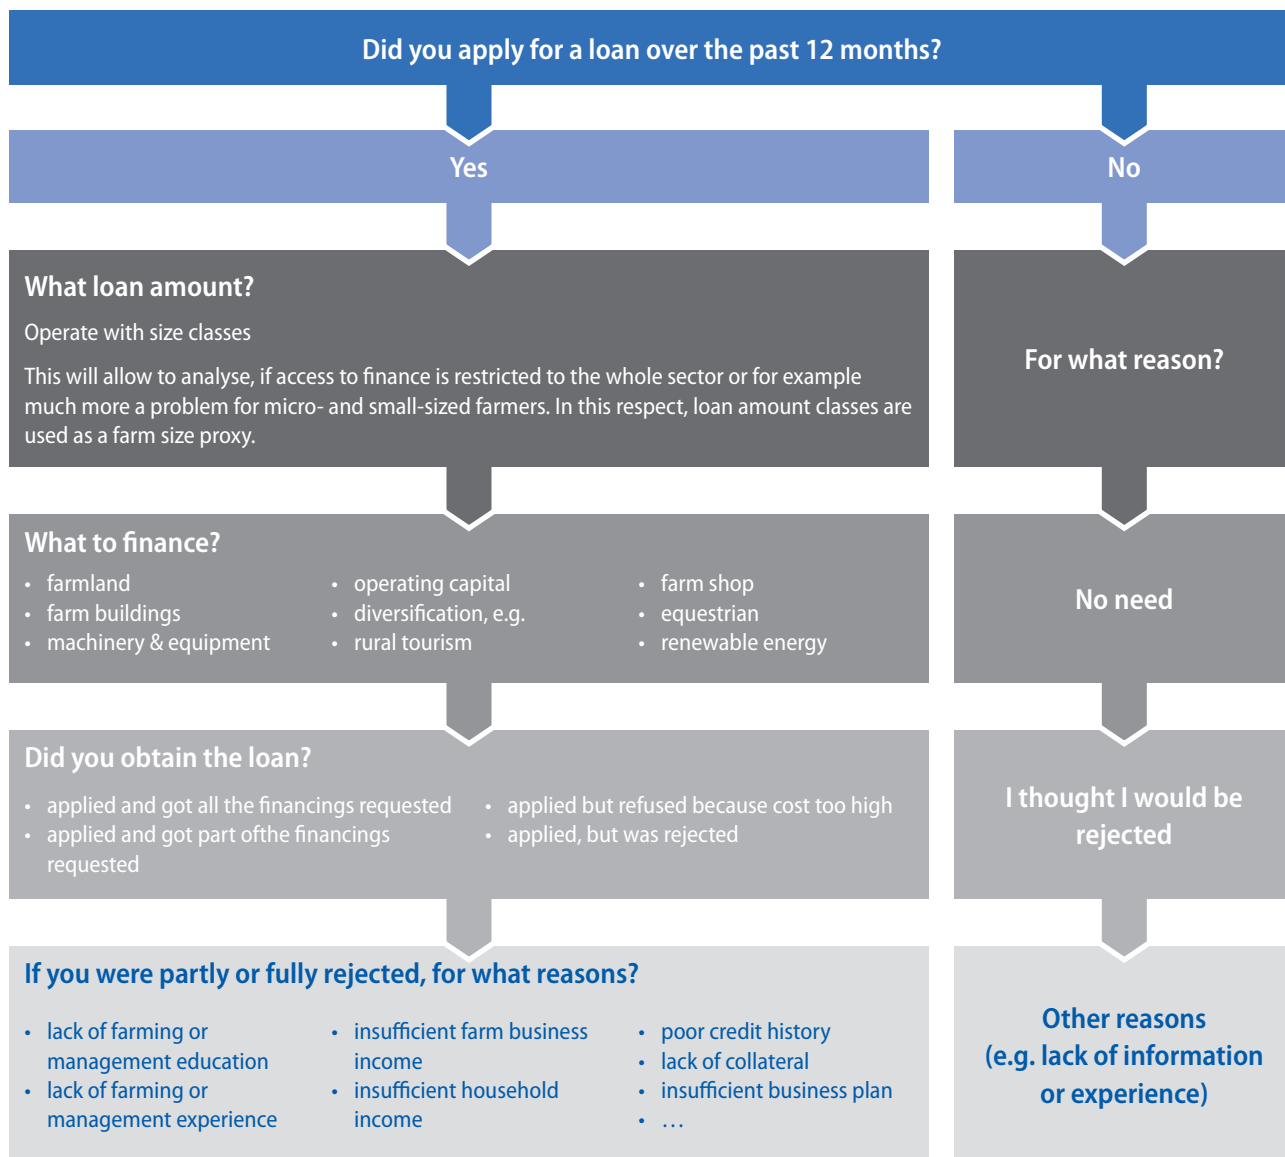 Did you apply for a loan over the past 12 months?
Yes
No
What loan amount?
Operate with size classes
This will allow to analyse, if access to finance is restricted to the whole sector or for example
much more a problem for micro- and small-sized farmers. In this respect, loan amount classes are
used as a farm size proxy.
For what reason?
What to finance?
• farmland
• farm buildings
• machinery & equipment
• operating capital
• diversification, e.g.
• rural tourism
• farm shop
• equestrian
• renewable energy
No need
Did you obtain the loan?
• applied and got all the financings requested
• applied and got part ofthe financings
requested
• applied but refused because cost too high
• applied, but was rejected
I thought I would be
rejected
If you were partly or fully rejected, for what reasons?
• lack of farming or
management education
• lack of farming or
management experience
• insufficient farm business
income
• insufficient household
income
• poor credit history
• lack of collateral
• insufficient business plan
• …
Other reasons
(e.g. lack of information
or experience)